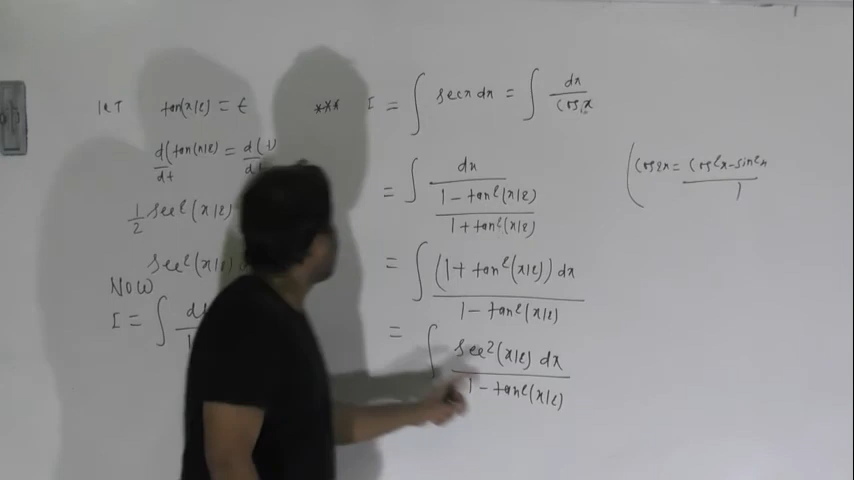 let tan(x/2) = t
d(tan(x/2) = d(t)
dt
1/2 sec²(x/2)
sec²(x/2)
Now
I = ∫
*** I = ∫ secx dx = ∫ dx/cosx
= ∫ dx / (1 - tan²(x/2) / 1 + tan²(x/2))
= ∫ (1 + tan²(x/2)) dx / 1 - tan²(x/2)
= ∫ sec²(x/2) dx / 1 - tan²(x/2)
(cos2x = cos²x - sin²x / 1